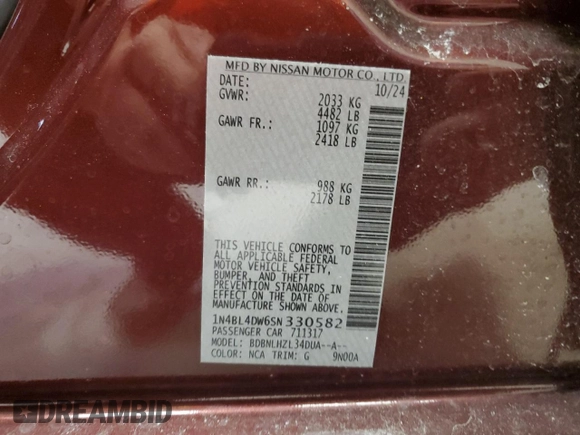 MFD BY NISSAN MOTOR CO., LTD
DATE: 10/24
GVWR: 2033 KG
4482 LB
GAWR FR.: 1097 KG
2418 LB
GAWR RR.: 988 KG
2178 LB
THIS VEHICLE CONFORMS TO
ALL APPLICABLE FEDERAL
MOTOR VEHICLE SAFETY,
BUMPER, AND THEFT
PREVENTION STANDARDS IN
EFFECT ON THE DATE OF
MANUFACTURE SHOWN ABOVE.
1N4BL4DW6SN330582
PASSENGER CAR 711317
MODEL: BDBNLHZL34DUA--A--
COLOR: NCA TRIM: G 9N00A
DREAMBID